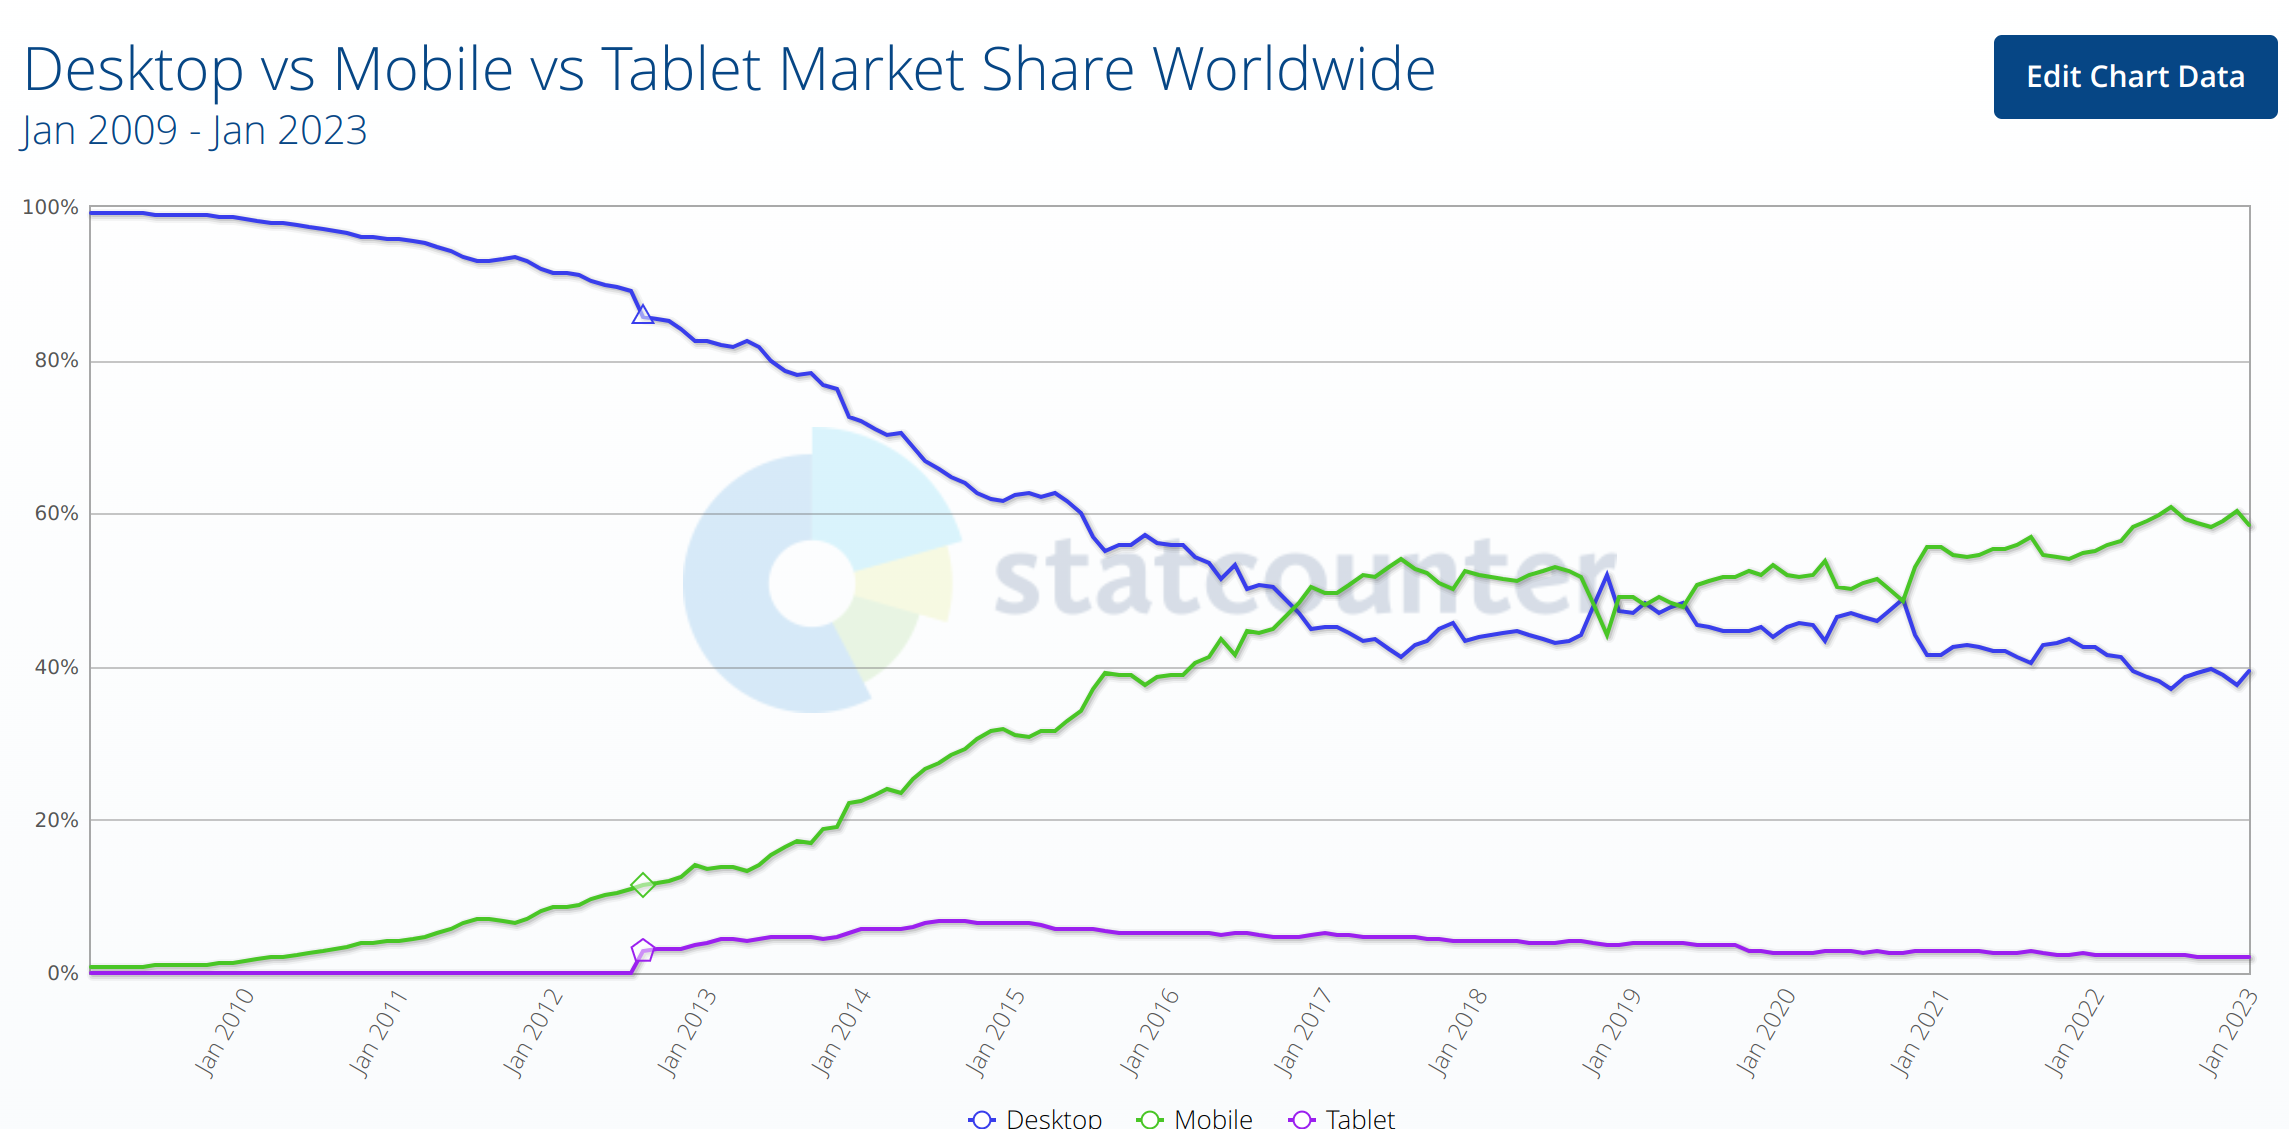 Desktop vs Mobile vs Tablet Market Share Worldwide
Jan 2009 - Jan 2023
Edit Chart Data
100%
80%
60%
40%
20%
0%
statcounter
Jan 2010
Jan 2011
Jan 2012
Jan 2013
Jan 2014
Jan 2015
Jan 2016
Jan 2017
Jan 2018
Jan 2019
Jan 2020
Jan 2021
Jan 2022
Jan 2023
Desktop Mobile Tablet